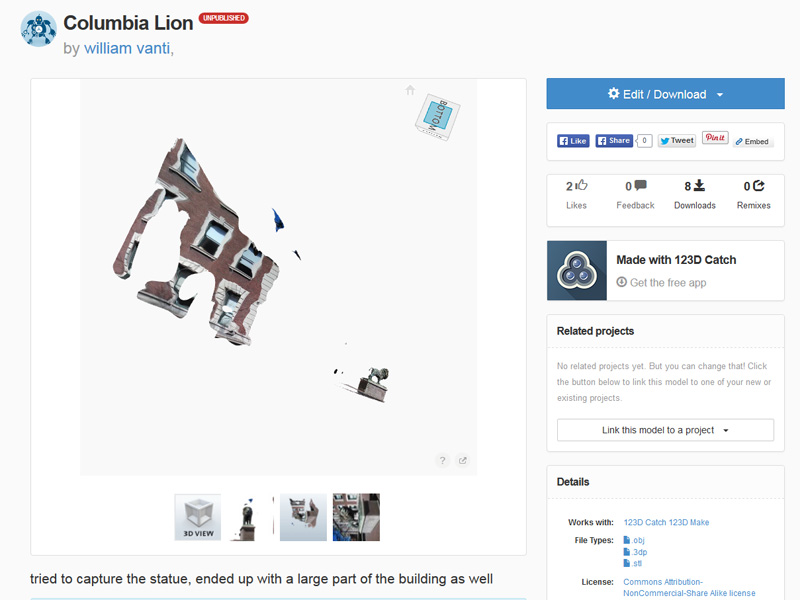 Columbia Lion UNPUBLISHED
by william vanti,
BOTTOM
?
3D VIEW
tried to capture the statue, ended up with a large part of the building as well
Edit / Download
Like Share 0 Tweet Pin it Embed
2 0 8 0
Likes Feedback Downloads Remixes
Made with 123D Catch
Get the free app
Related projects
No related projects yet. But you can change that! Click
the button below to link this model to one of your new or
existing projects.
Link this model to a project
Details
Works with: 123D Catch 123D Make
File Types: .obj
.3dp
.stl
License: Commons Attribution-
NonCommercial-Share Alike license